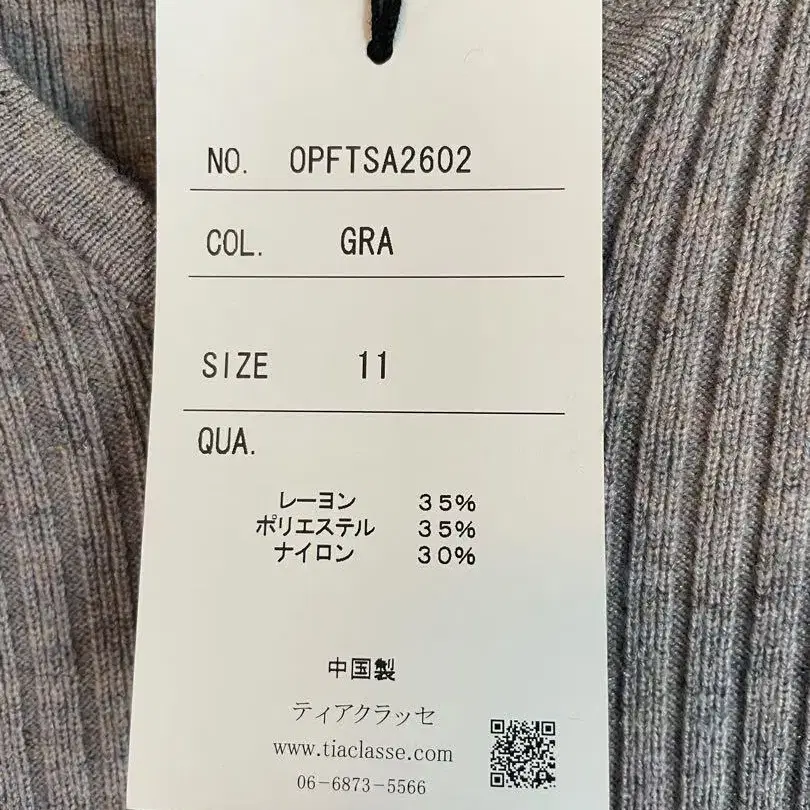 NO. OPFTSA2602
COL. GRA
SIZE 11
QUA.
レーヨン 35%
ポリエステル 35%
ナイロン 30%
中国製
ティアクラッセ
www.tiaclasse.com
06-6873-5566